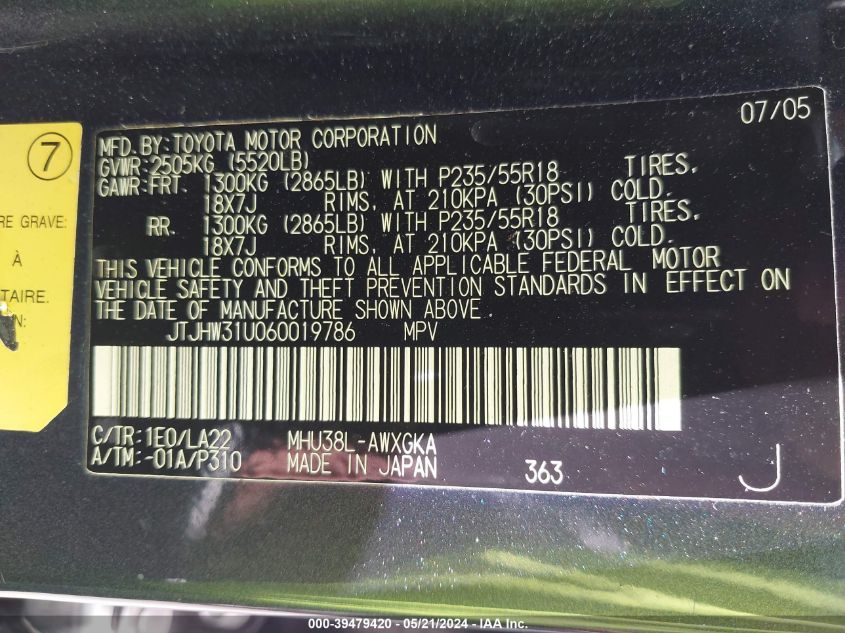 07/05
MFD.BY:TOYOTA MOTOR CORPORATION
GVWR:2505KG (5520LB)
GAWR:FRT. 1300KG (2865LB) WITH P235/55R18 TIRES,
18X7J RIMS, AT 210KPA (30PSI) COLD.
RR. 1300KG (2865LB) WITH P235/55R18 TIRES,
18X7J RIMS, AT 210KPA (30PSI) COLD.
THIS VEHICLE CONFORMS TO ALL APPLICABLE FEDERAL MOTOR
VEHICLE SAFETY AND THEFT PREVENTION STANDARDS IN EFFECT ON
THE DATE OF MANUFACTURE SHOWN ABOVE.
JTJHW31U060019786 MPV
C/TR:1E0/LA22 MHU38L-AWXGKA
A/TM:-01A/P310 MADE IN JAPAN 363 J
7
RE GRAVE:
À
TAIRE.
N:
000-39479420 - 05/21/2024 - IAA Inc.